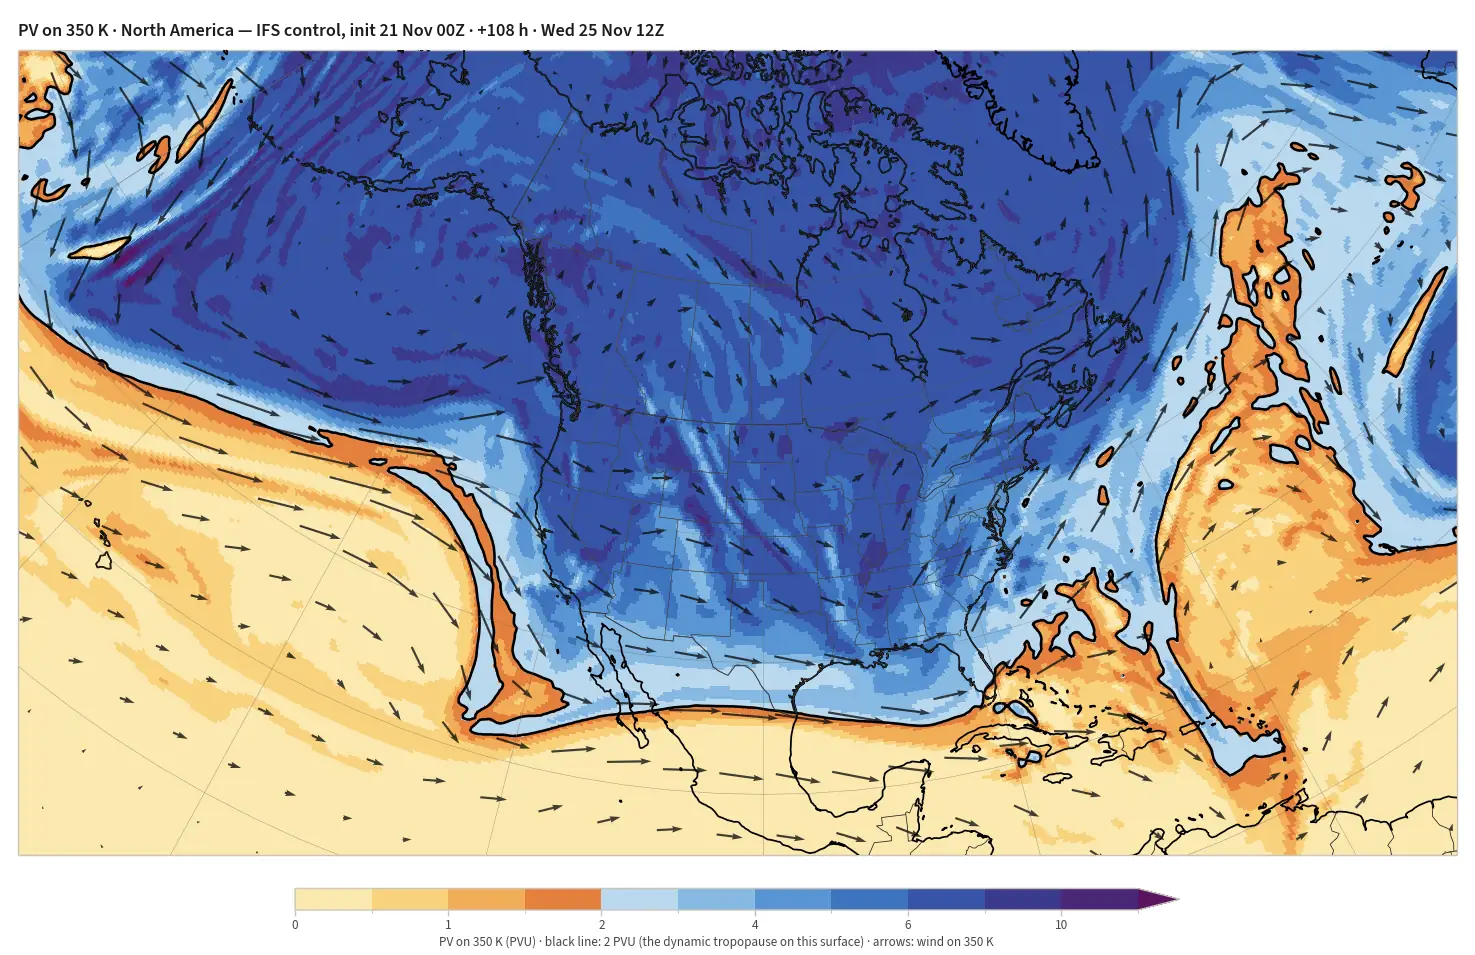 PV on 350 K · North America — IFS control, init 21 Nov 00Z · +108 h · Wed 25 Nov 12Z
0 1 2 4 6 10
PV on 350 K (PVU) · black line: 2 PVU (the dynamic tropopause on this surface) · arrows: wind on 350 K